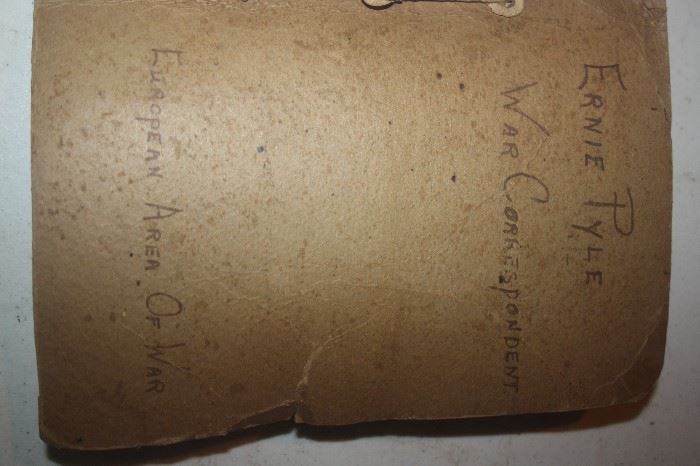 ERNIE PYLE
WAR CORRESPONDENT
EUROPEAN AREA OF WAR